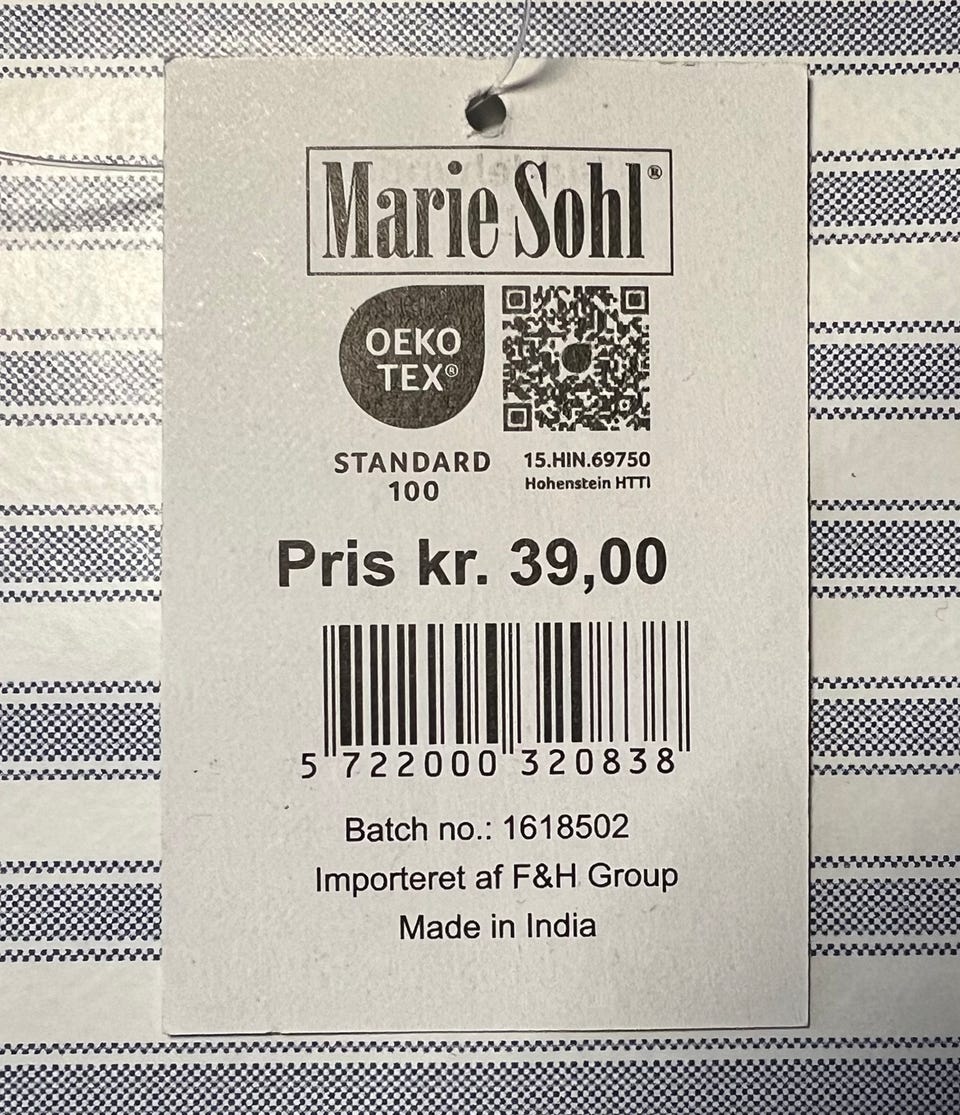 Marie Sohl®
OEKO
TEX®
STANDARD
100
15.HIN.69750
Hohenstein HTTI
Pris kr. 39,00
5 722000 320838
Batch no.: 1618502
Importeret af F&H Group
Made in India